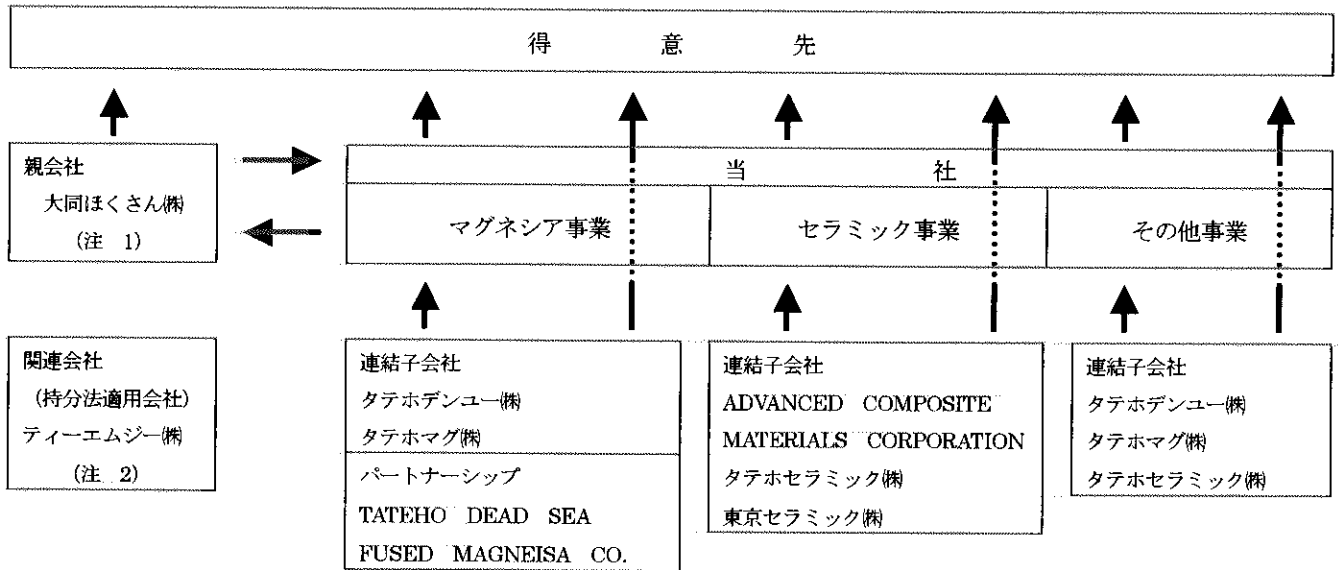 得意先
親会社
大同ほくさん㈱
(注 1)
当社
マグネシア事業
セラミック事業
その他事業
関連会社
(持分法適用会社)
ティーエムジー㈱
(注 2)
連結子会社
タテホデンユー㈱
タテホマグ㈱
パートナーシップ
TATEHO DEAD SEA
FUSED MAGNEISA CO.
連結子会社
ADVANCED COMPOSITE
MATERIALS CORPORATION
タテホセラミック㈱
東京セラミック㈱
連結子会社
タテホデンユー㈱
タテホマグ㈱
タテホセラミック㈱